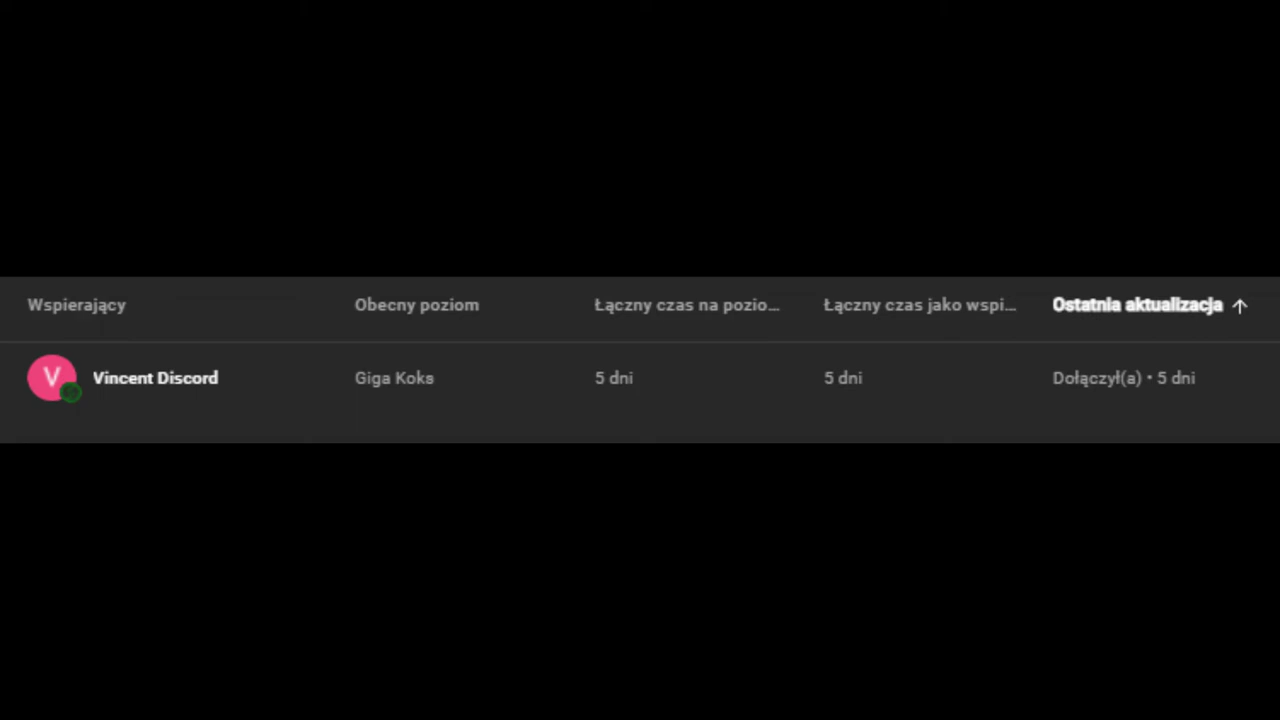 Wspierający Obecny poziom Łączny czas na pozio... Łączny czas jako wspi... Ostatnia aktualizacja
V Vincent Discord Giga Koks 5 dni 5 dni Dołączył(a) • 5 dni